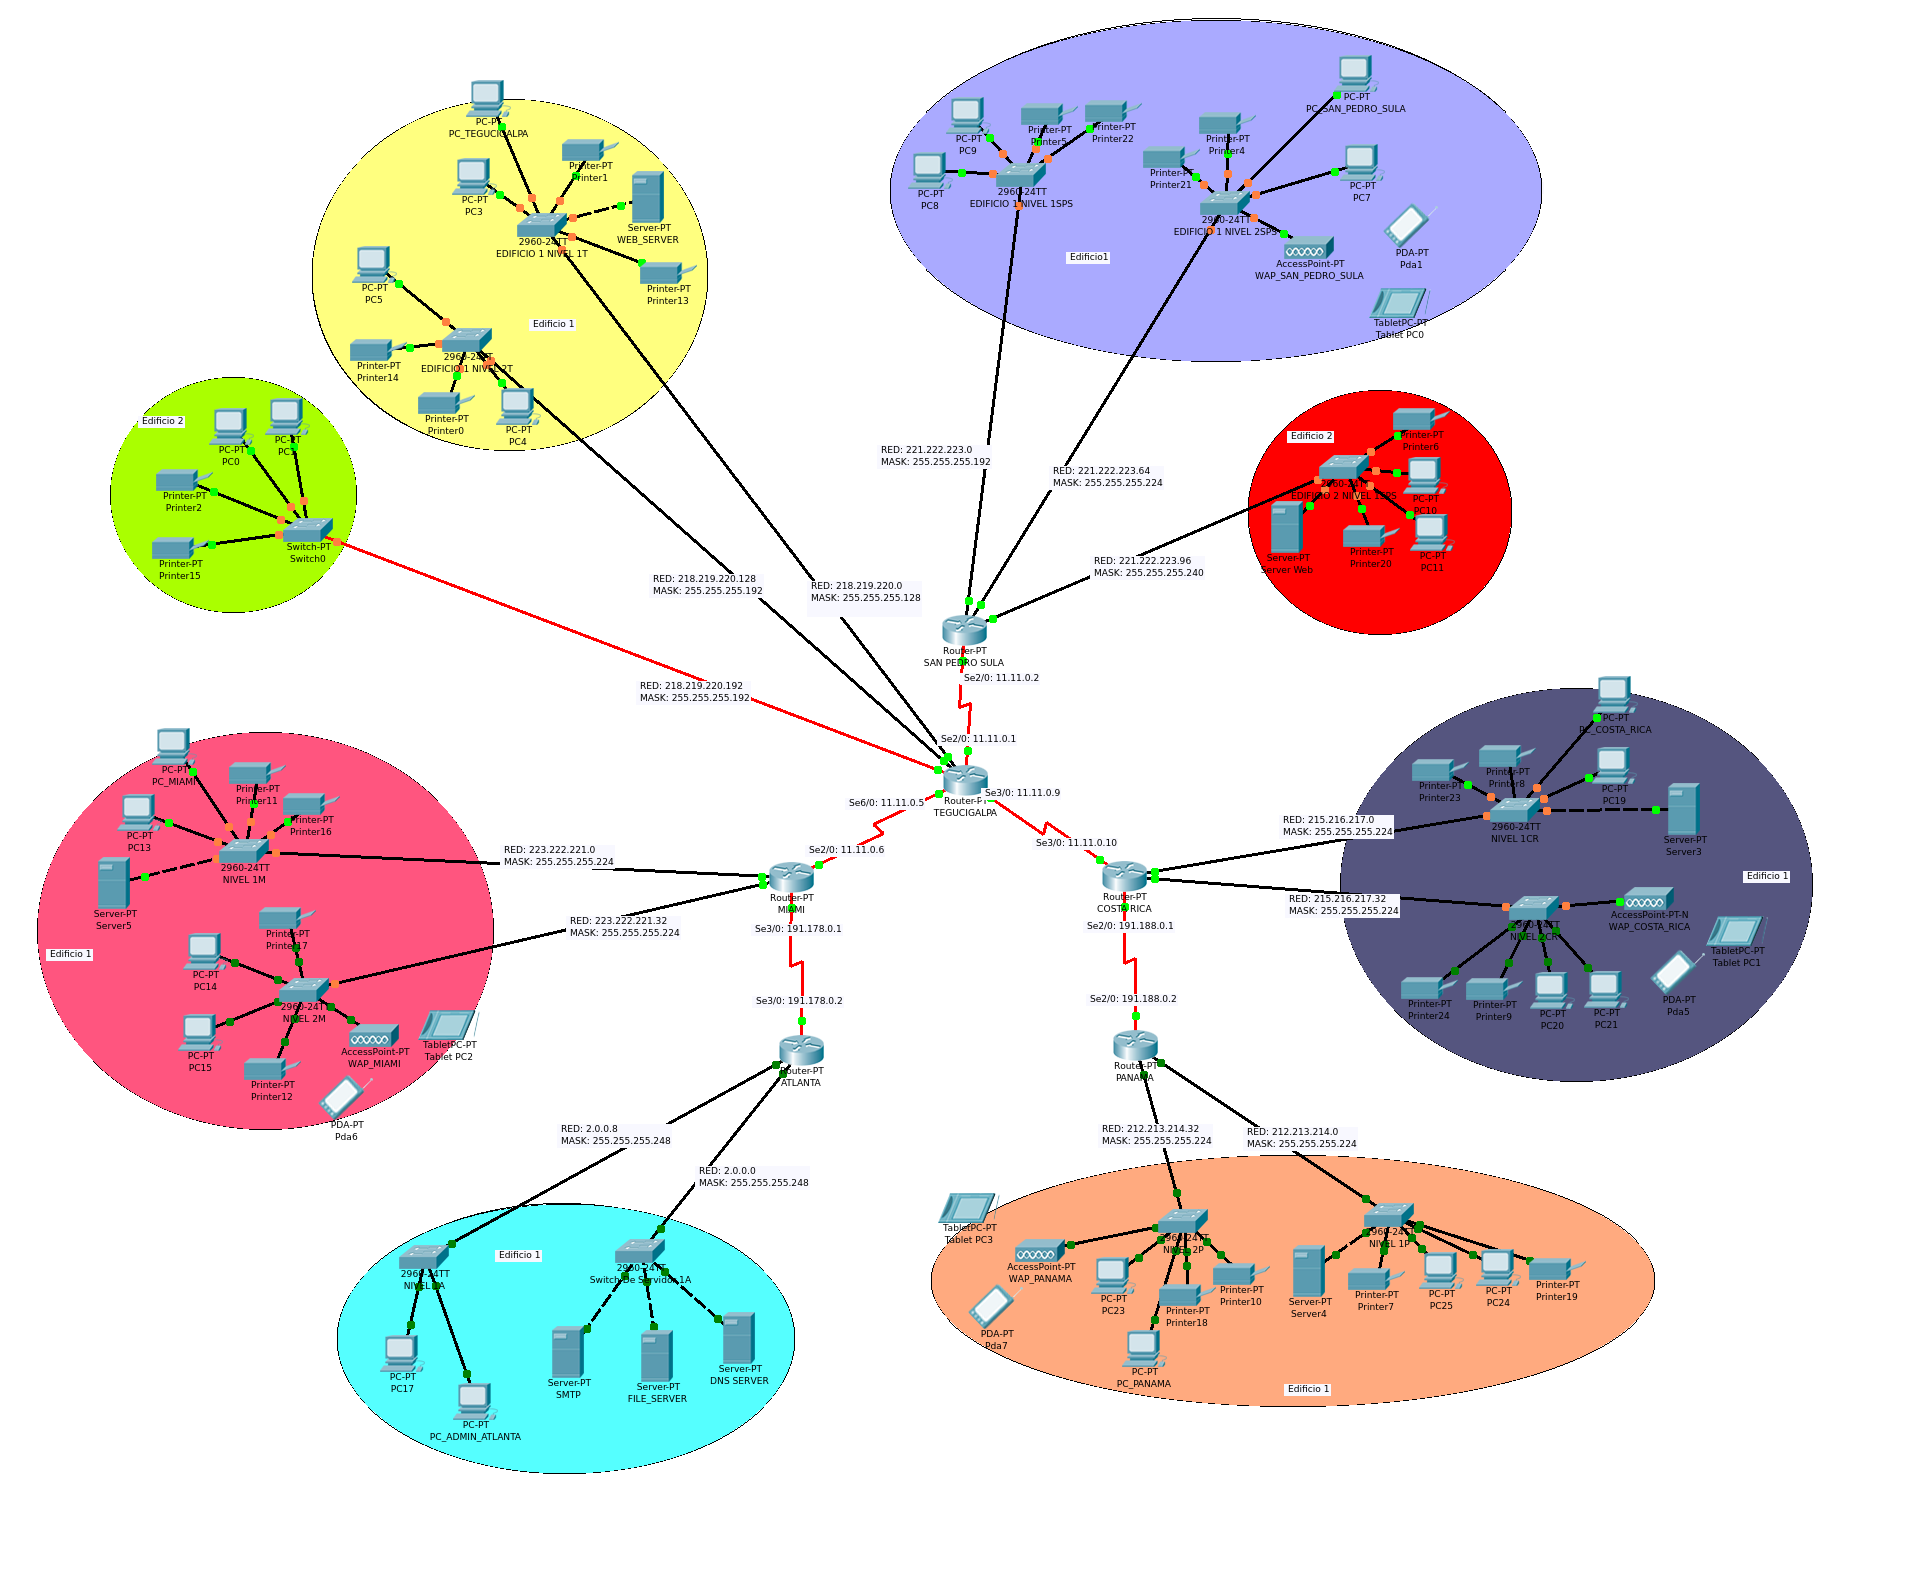 PC-PT
PC_TEGUCIGALPA
Printer-PT
Printer1
PC-PT
PC3
Server-PT
WEB_SERVER
2960-24TT
EDIFICIO 1 NIVEL 1T
Printer-PT
Printer13
PC-PT
PC5
Edificio 1
2960-24TT
EDIFICIO 1 NIVEL 2T
Printer-PT
Printer14
Printer-PT
Printer0
PC-PT
PC4
Edificio 2
PC-PT
PC0
PC-PT
Printer-PT
Printer2
Switch-PT
Switch0
Printer-PT
Printer15
PC-PT
PC_SAN_PEDRO_SULA
PC-PT
PC9
Printer-PT
Printer5
Printer-PT
Printer22
Printer-PT
Printer4
Printer-PT
Printer21
PC-PT
PC8
2960-24TT
EDIFICIO 1 NIVEL 1SPS
PC-PT
PC7
2960-24TT
EDIFICIO 1 NIVEL 2SPS
Edificio1
AccessPoint-PT
WAP_SAN_PEDRO_SULA
PDA-PT
Pda1
TabletPC-PT
Tablet PC0
Edificio 2
Printer-PT
Printer6
2960-24TT
EDIFICIO 2 NIIVEL 1SPS
PC-PT
PC10
Server-PT
Server Web
Printer-PT
Printer20
PC-PT
PC11
RED: 221.222.223.0
MASK: 255.255.255.192
RED: 221.222.223.64
MASK: 255.255.255.224
RED: 221.222.223.96
MASK: 255.255.255.240
RED: 218.219.220.128
MASK: 255.255.255.192
RED: 218.219.220.0
MASK: 255.255.255.128
RED: 218.219.220.192
MASK: 255.255.255.192
Router-PT
SAN PEDRO SULA
Se2/0: 11.11.0.2
Se2/0: 11.11.0.1
Se6/0: 11.11.0.5
Se3/0: 11.11.0.9
Router-PT
TEGUCIGALPA
Se2/0: 11.11.0.6
Se3/0: 11.11.0.10
PC-PT
PC_MIAMI
Printer-PT
Printer11
Printer-PT
Printer16
PC-PT
PC13
2960-24TT
NIVEL 1M
Server-PT
Server5
RED: 223.222.221.0
MASK: 255.255.255.224
Router-PT
MIAMI
RED: 223.222.221.32
MASK: 255.255.255.224
Se3/0: 191.178.0.1
Edificio 1
Printer-PT
Printer17
PC-PT
PC14
2960-24TT
NIVEL 2M
PC-PT
PC15
AccessPoint-PT
WAP_MIAMI
TabletPC-PT
Tablet PC2
Printer-PT
Printer12
PDA-PT
Pda6
Se3/0: 191.178.0.2
Router-PT
ATLANTA
PC-PT
PC_COSTA_RICA
Printer-PT
Printer23
Printer-PT
Printer8
PC-PT
PC19
2960-24TT
NIVEL 1CR
Server-PT
Server3
RED: 215.216.217.0
MASK: 255.255.255.224
Router-PT
COSTA RICA
RED: 215.216.217.32
MASK: 255.255.255.224
Se2/0: 191.188.0.1
Edificio 1
2960-24TT
NIVEL 2CR
AccessPoint-PT-N
WAP_COSTA_RICA
TabletPC-PT
Tablet PC1
Printer-PT
Printer24
Printer-PT
Printer9
PC-PT
PC20
PC-PT
PC21
PDA-PT
Pda5
Se2/0: 191.188.0.2
Router-PT
PANAMA
RED: 2.0.0.8
MASK: 255.255.255.248
RED: 2.0.0.0
MASK: 255.255.255.248
RED: 212.213.214.32
MASK: 255.255.255.224
RED: 212.213.214.0
MASK: 255.255.255.224
Edificio 1
2960-24TT
2960-24TT
Switch De Servidor 1A
PC-PT
PC17
Server-PT
SMTP
Server-PT
FILE_SERVER
Server-PT
DNS SERVER
PC-PT
PC_ADMIN_ATLANTA
TabletPC-PT
Tablet PC3
2960-24TT
NIVEL 2P
2960-24TT
NIVEL 1P
AccessPoint-PT
WAP_PANAMA
PC-PT
PC23
Printer-PT
Printer10
Printer-PT
Printer18
Server-PT
Server4
Printer-PT
Printer7
PC-PT
PC25
PC-PT
PC24
Printer-PT
Printer19
PDA-PT
Pda7
PC-PT
PC_PANAMA
Edificio 1